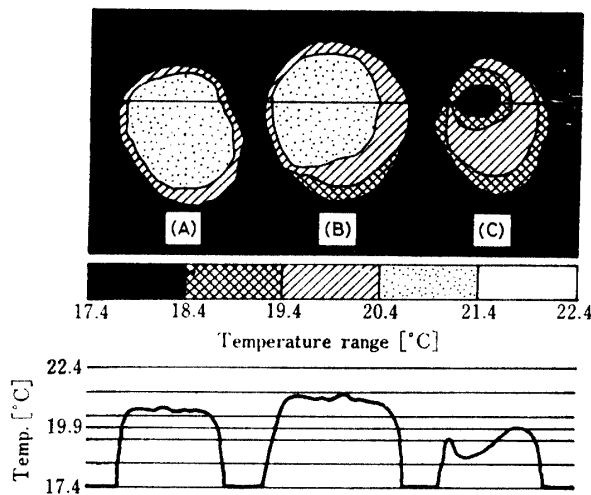 (A) (B) (C)
17.4 18.4 19.4 20.4 21.4 22.4
Temperature range [°C]
Temp. [°C]
22.4
19.9
17.4